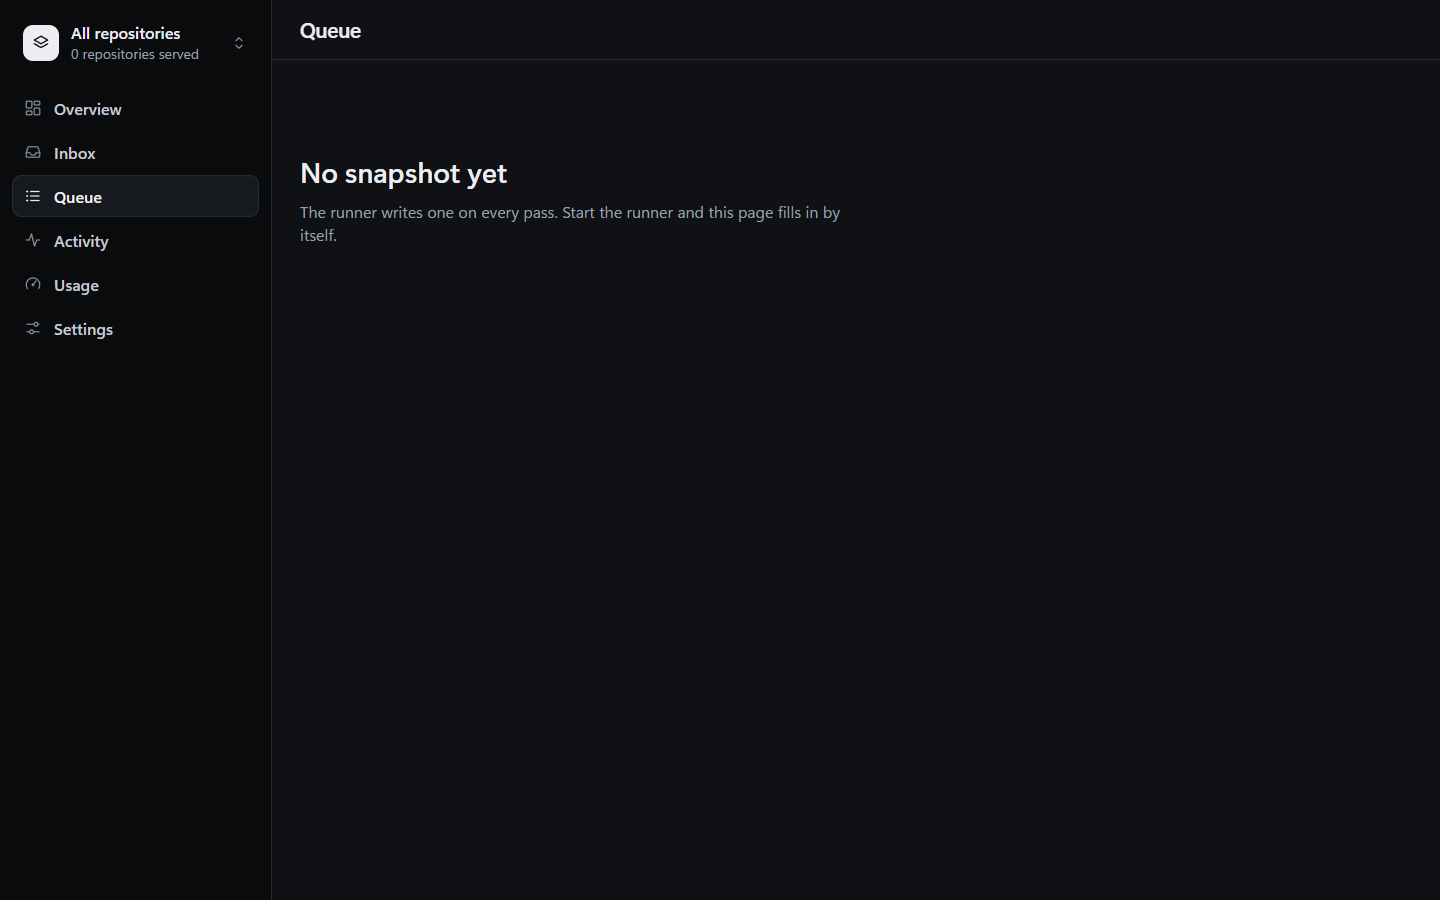 All repositories
0 repositories served
Overview
Inbox
Queue
Activity
Usage
Settings
Queue
No snapshot yet
The runner writes one on every pass. Start the runner and this page fills in by
itself.